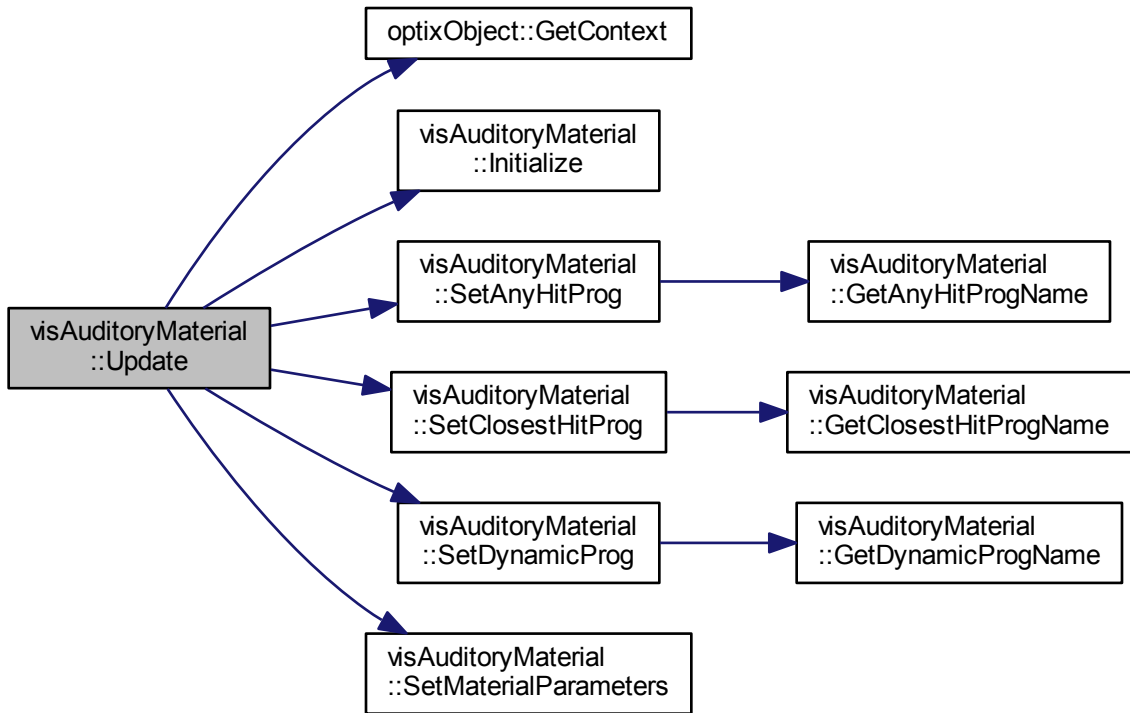 optixObject::GetContext
visAuditoryMaterial
::Initialize
visAuditoryMaterial
::SetAnyHitProg
visAuditoryMaterial
::GetAnyHitProgName
visAuditoryMaterial
::Update
visAuditoryMaterial
::SetClosestHitProg
visAuditoryMaterial
::GetClosestHitProgName
visAuditoryMaterial
::SetDynamicProg
visAuditoryMaterial
::GetDynamicProgName
visAuditoryMaterial
::SetMaterialParameters